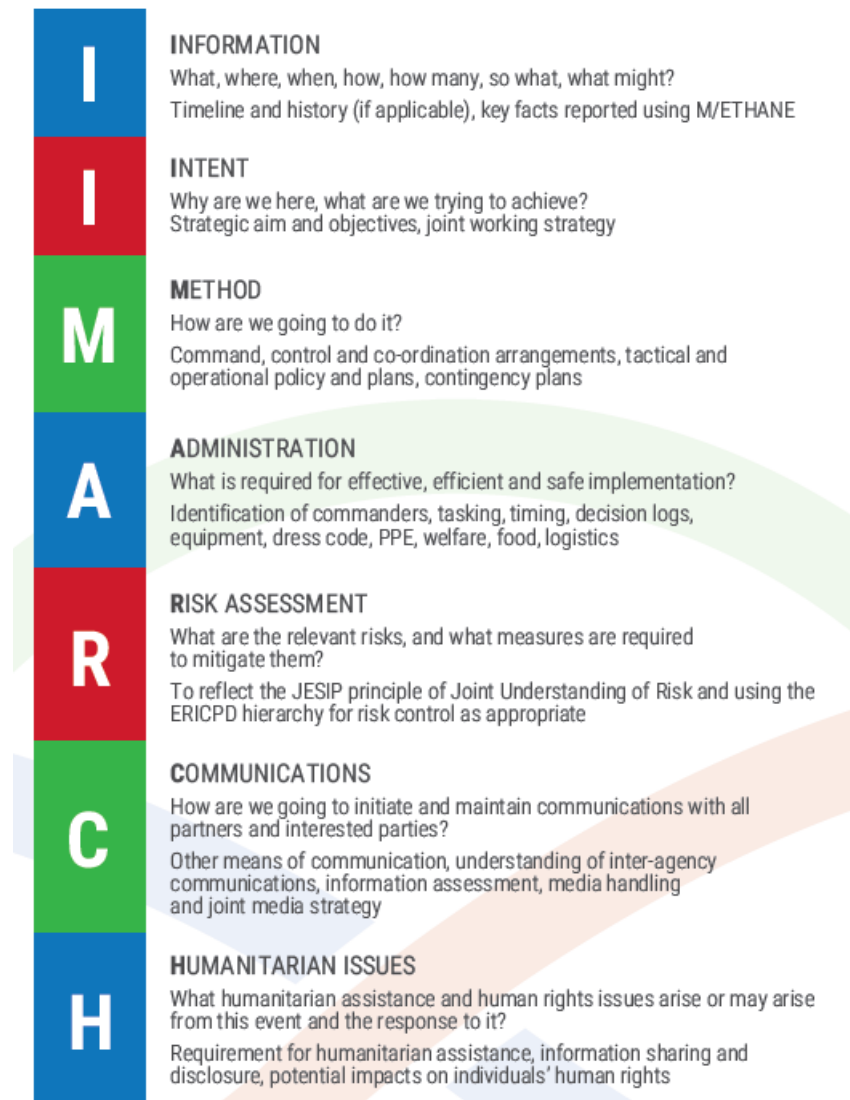 I
INFORMATION
What, where, when, how, how many, so what, what might?
Timeline and history (if applicable), key facts reported using M/ETHANE
I
INTENT
Why are we here, what are we trying to achieve?
Strategic aim and objectives, joint working strategy
M
METHOD
How are we going to do it?
Command, control and co-ordination arrangements, tactical and
operational policy and plans, contingency plans
A
ADMINISTRATION
What is required for effective, efficient and safe implementation?
Identification of commanders, tasking, timing, decision logs,
equipment, dress code, PPE, welfare, food, logistics
R
RISK ASSESSMENT
What are the relevant risks, and what measures are required
to mitigate them?
To reflect the JESIP principle of Joint Understanding of Risk and using the
ERICPD hierarchy for risk control as appropriate
C
COMMUNICATIONS
How are we going to initiate and maintain communications with all
partners and interested parties?
Other means of communication, understanding of inter-agency
communications, information assessment, media handling
and joint media strategy
H
HUMANITARIAN ISSUES
What humanitarian assistance and human rights issues arise or may arise
from this event and the response to it?
Requirement for humanitarian assistance, information sharing and
disclosure, potential impacts on individuals' human rights